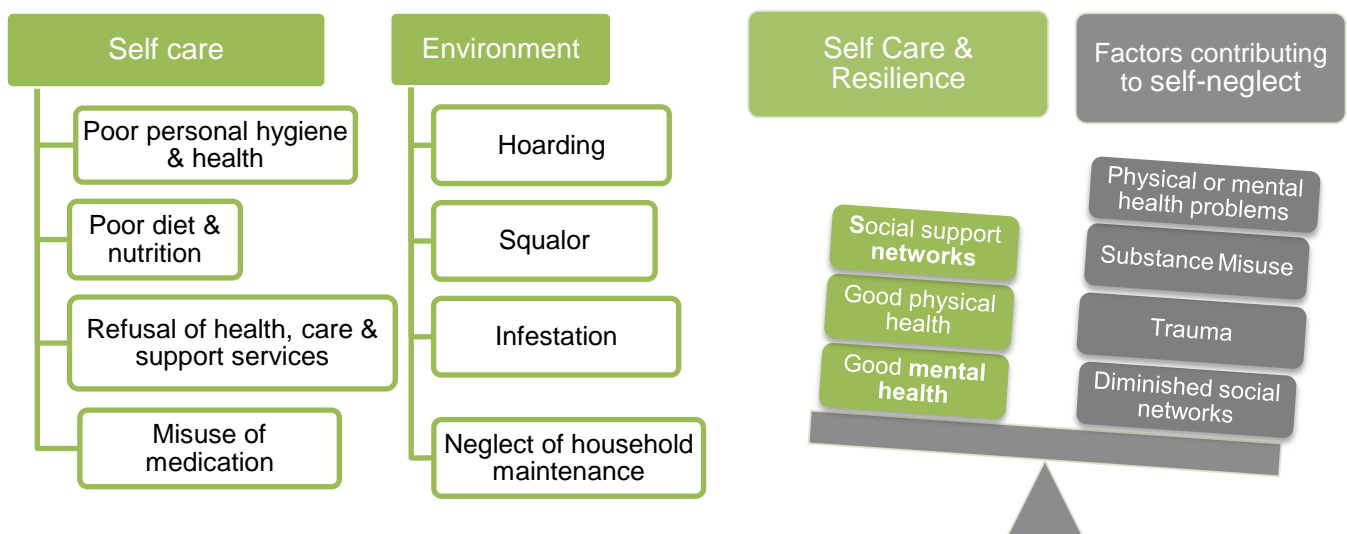 Self care
Poor personal hygiene
& health
Poor diet &
nutrition
Refusal of health, care &
support services
Misuse of
medication
Environment
Hoarding
Squalor
Infestation
Neglect of household
maintenance
Self Care &
Resilience
Social support
networks
Good physical
health
Good mental
health
Factors contributing
to self-neglect
Physical or mental
health problems
Substance Misuse
Trauma
Diminished social
networks